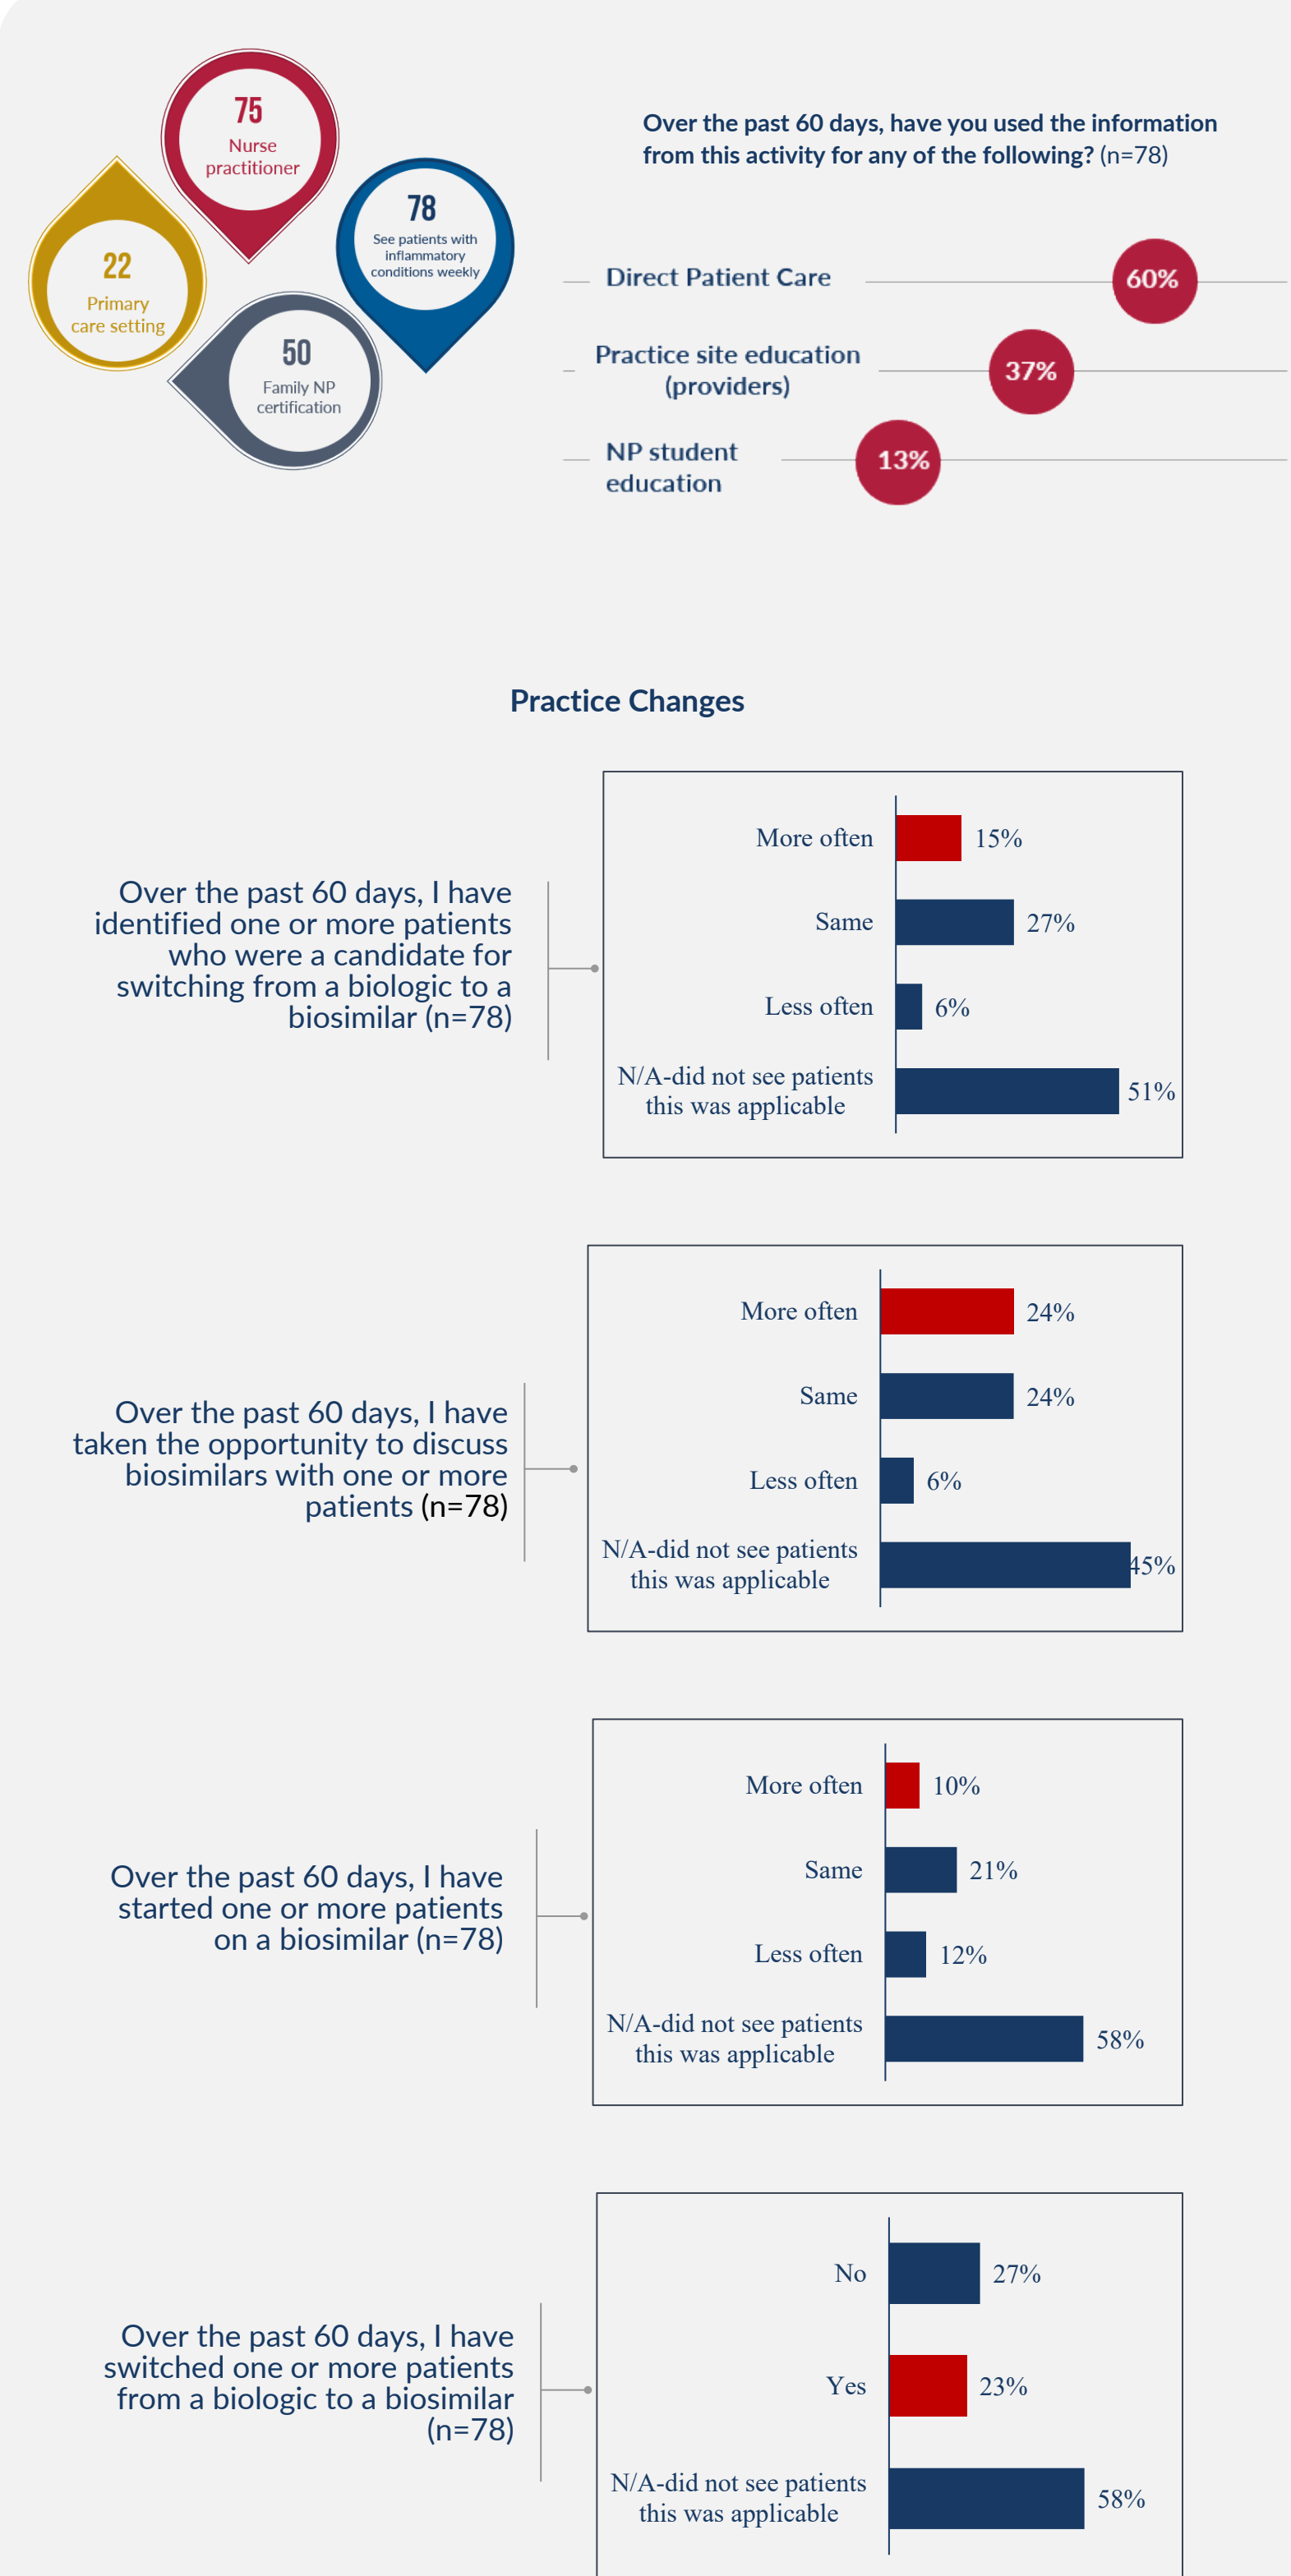 75
Nurse
practitioner
78
See patients with
inflammatory
conditions weekly
22
Primary
care setting
50
Family NP
certification
Over the past 60 days, have you used the information
from this activity for any of the following? (n=78)
Direct Patient Care
60%
Practice site education
(providers)
37%
NP student
education
13%
Practice Changes
Over the past 60 days, I have
identified one or more patients
who were a candidate for
switching from a biologic to a
biosimilar (n=78)
More often
15%
Same
27%
Less often
6%
N/A-did not see patients
this was applicable
51%
Over the past 60 days, I have
taken the opportunity to discuss
biosimilars with one or more
patients (n=78)
More often
24%
Same
24%
Less often
6%
N/A-did not see patients
this was applicable
45%
Over the past 60 days, I have
started one or more patients
on a biosimilar (n=78)
More often
10%
Same
21%
Less often
12%
N/A-did not see patients
this was applicable
58%
Over the past 60 days, I have
switched one or more patients
from a biologic to a biosimilar
(n=78)
No
27%
Yes
23%
N/A-did not see patients
this was applicable
58%